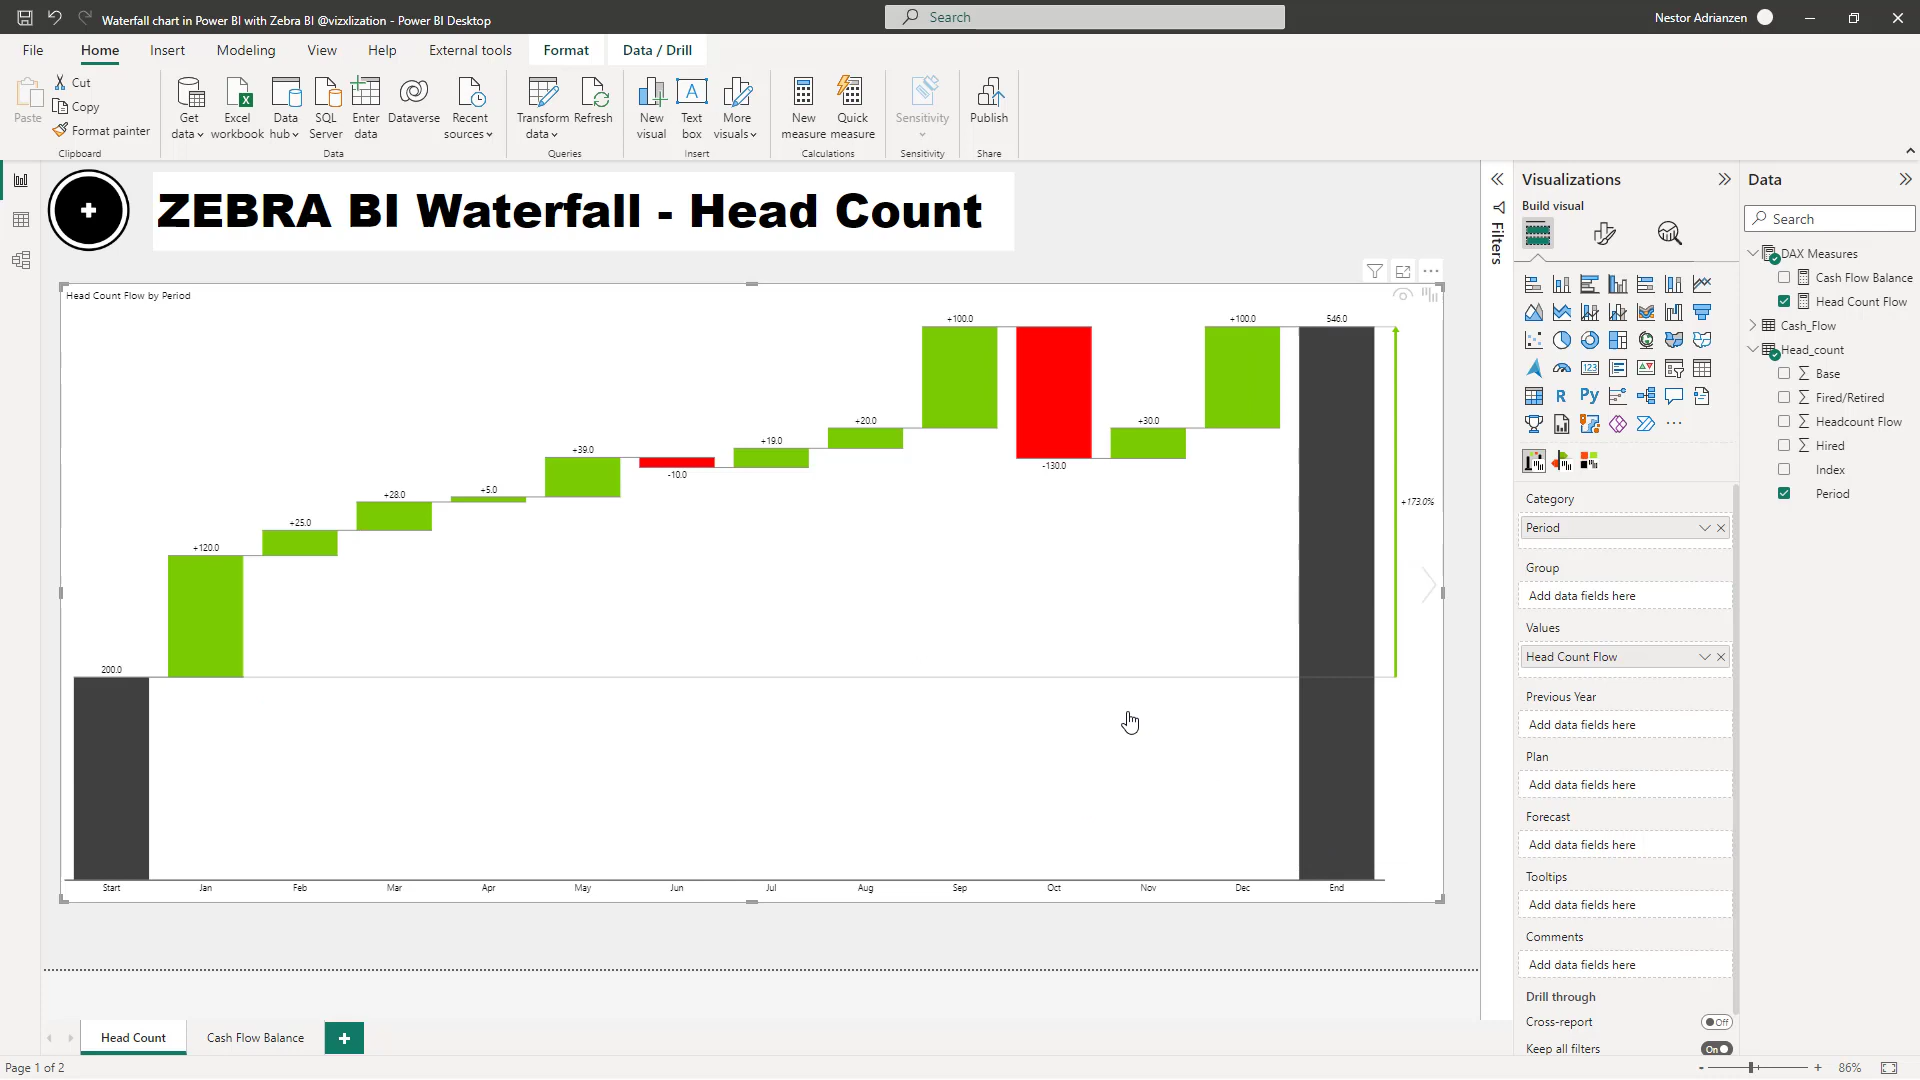 Waterfall chart in Power BI with Zebra BI @vizxlization - Power BI Desktop
Search
Nestor Adrianzen
File
Home
Insert
Modeling
View
Help
External tools
Format
Data / Drill
Paste
Cut
Copy
Format painter
Clipboard
Get data
Excel workbook
Data hub
SQL Server
Enter data
Dataverse
Recent sources
Data
Transform data
Refresh
Queries
New visual
Text box
More visuals
Insert
New measure
Quick measure
Calculations
Sensitivity
Sensitivity
Publish
Share
ZEBRA BI Waterfall - Head Count
Head Count Flow by Period
200.0
+120.0
+25.0
+28.0
+5.0
+39.0
-10.0
+19.0
+20.0
+100.0
-130.0
+30.0
+100.0
546.0
+173.0%
Start
Jan
Feb
Mar
Apr
May
Jun
Jul
Aug
Sep
Oct
Nov
Dec
End
Filters
Visualizations
Build visual
123
R
Py
Category
Period
Group
Add data fields here
Values
Head Count Flow
Previous Year
Add data fields here
Plan
Add data fields here
Forecast
Add data fields here
Tooltips
Add data fields here
Comments
Add data fields here
Drill through
Cross-report
Off
Keep all filters
On
Data
Search
DAX Measures
Cash Flow Balance
Head Count Flow
Cash_Flow
Head_count
Base
Fired/Retired
Headcount Flow
Hired
Index
Period
Head Count
Cash Flow Balance
Page 1 of 2
86%